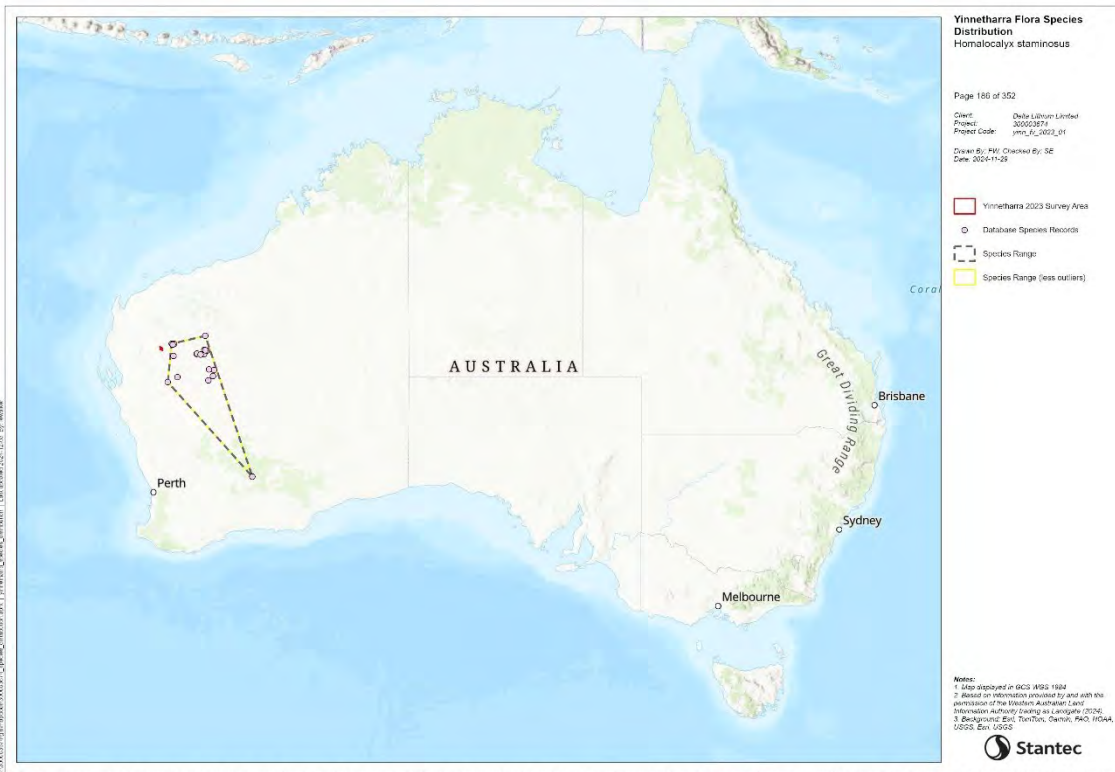 Yinnetharra Flora Species
Distribution
Homalocalyx staminosus
Page 186 of 352
Client: Delta Lithium Limited
Project: 300003674
Project Code: ynn_fs_2023_01
Drawn By: FW, Checked By: SE
Date: 2024-11-29
Yinnetharra 2023 Survey Area
Database Species Records
Species Range
Species Range (less outliers)
Coral
AUSTRALIA
Great Dividing Range
Brisbane
Perth
Sydney
Melbourne
Notes:
1. Map displayed in GCS WGS 1984
2. Based on information provided by and with the
permission of the Western Australian Land
Information Authority trading as Landgate (2024).
3. Background: Esri, TomTom, Garmin, FAO, NOAA,
USGS, Esri, USGS
Stantec